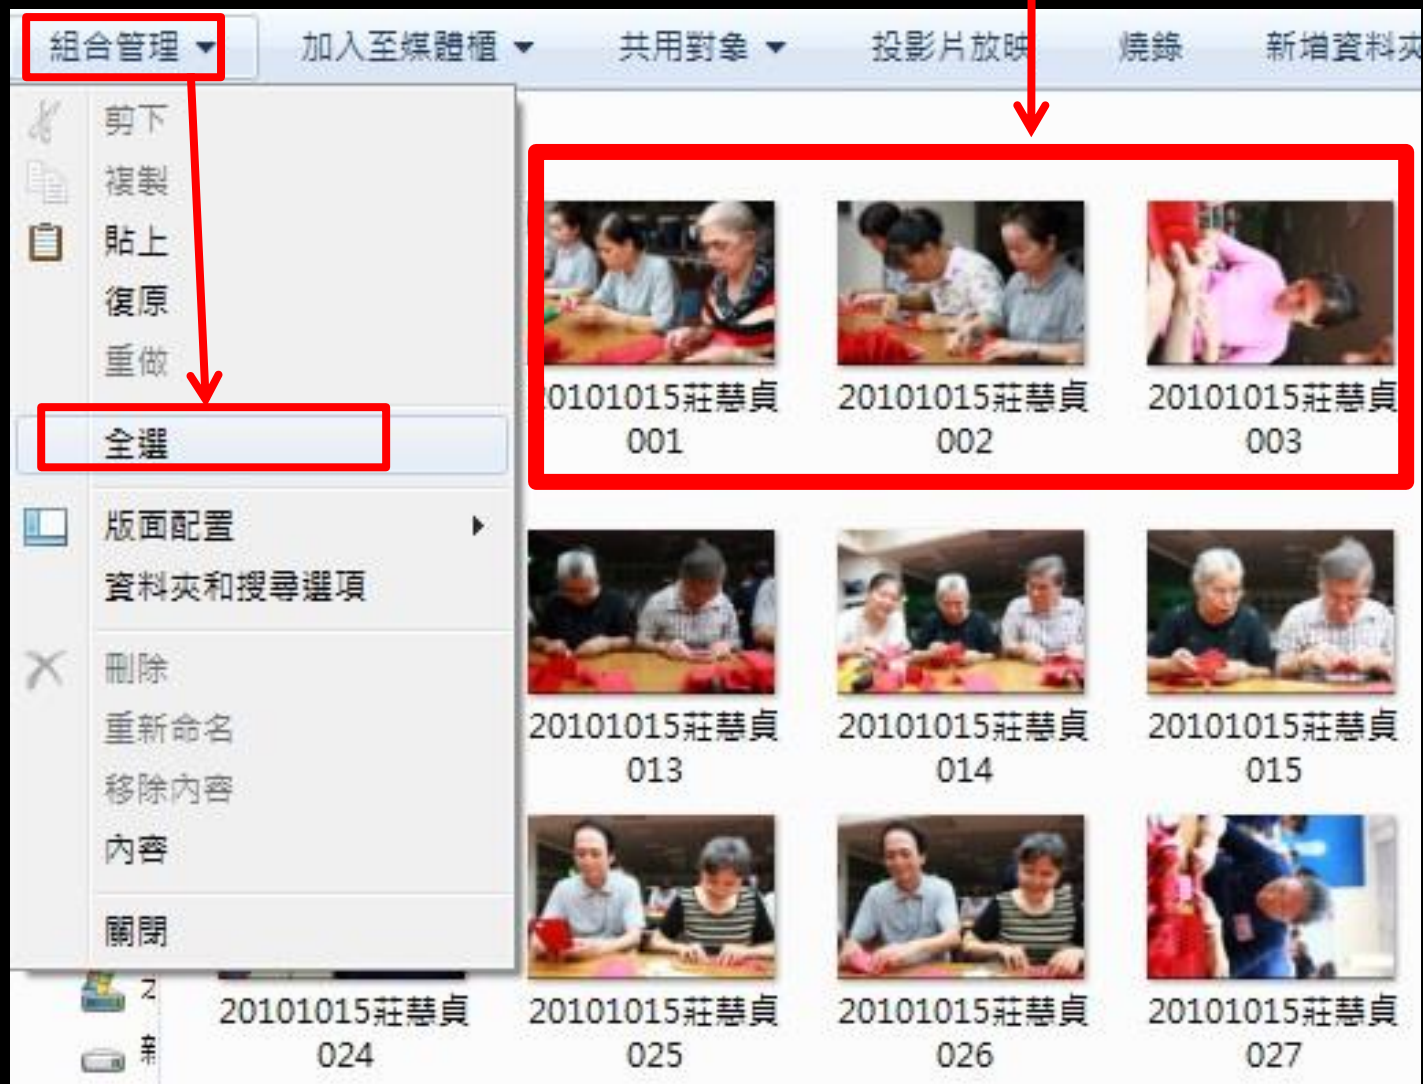 組合管理
加入至媒體櫃
共用對象
投影片放映
燒錄
新增資料夾
剪下
複製
貼上
復原
重做
全選
版面配置
資料夾和搜尋選項
刪除
重新命名
移除內容
內容
關閉
0101015莊慧貞
001
20101015莊慧貞
002
20101015莊慧貞
003
20101015莊慧貞
013
20101015莊慧貞
014
20101015莊慧貞
015
20101015莊慧貞
024
20101015莊慧貞
025
20101015莊慧貞
026
20101015莊慧貞
027